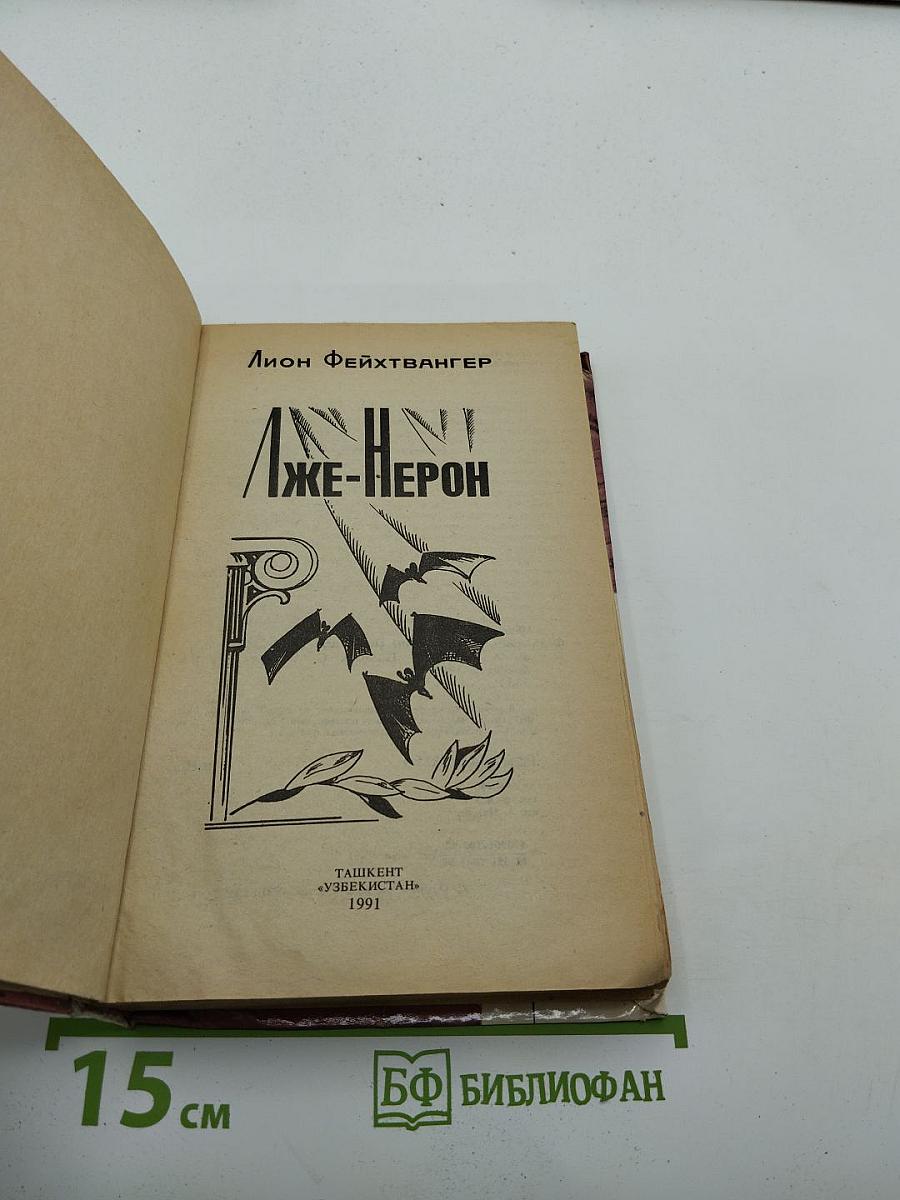 Лион Фейхтвангер
Лже-Нерон
ТАШКЕНТ
«УЗБЕКИСТАН»
1991
15 см
БФ БИБЛИОФАН